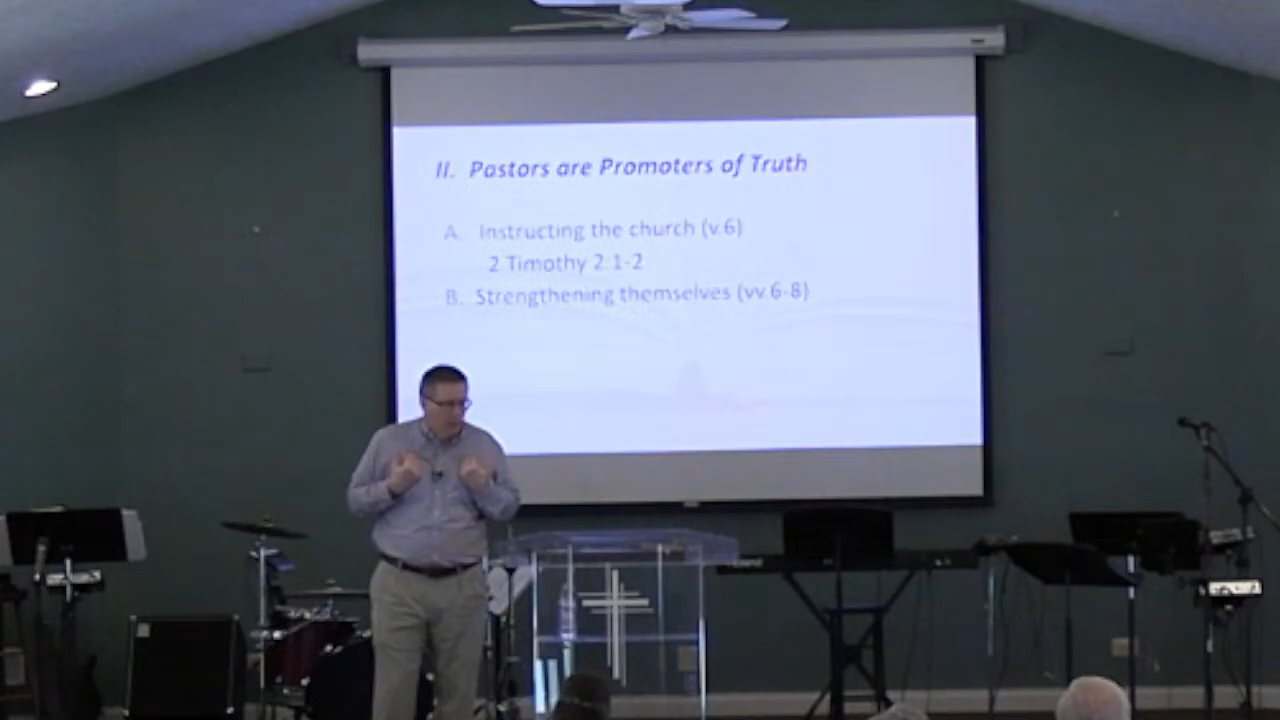 II. Pastors are Promoters of Truth
A. Instructing the church (v.6)
2 Timothy 2:1-2
B. Strengthening themselves (vv.6-8)